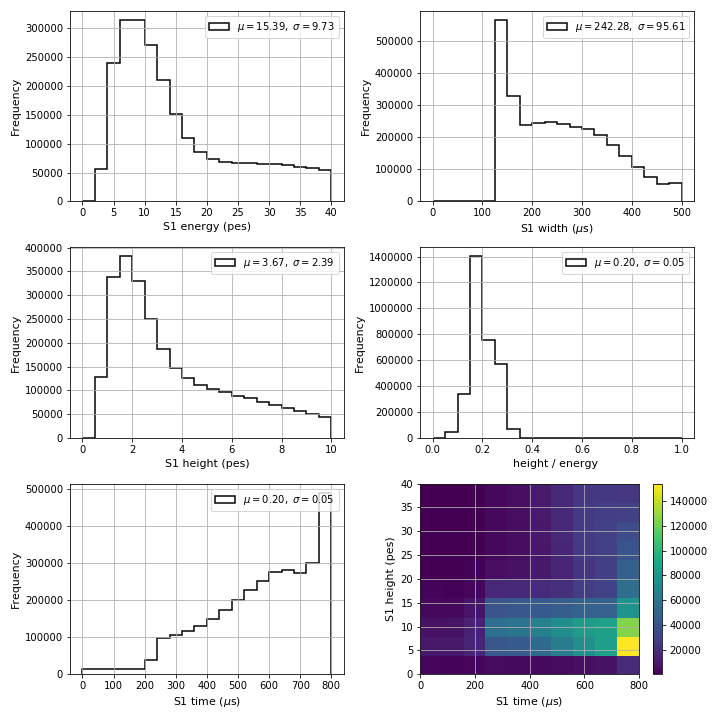 μ = 15.39, σ = 9.73
300000
250000
200000
150000
100000
50000
0
Frequency
0 5 10 15 20 25 30 35 40
S1 energy (pes)
μ = 242.28, σ = 95.61
500000
400000
300000
200000
100000
0
Frequency
0 100 200 300 400 500
S1 width (μs)
μ = 3.67, σ = 2.39
400000
350000
300000
250000
200000
150000
100000
50000
0
Frequency
0 2 4 6 8 10
S1 height (pes)
μ = 0.20, σ = 0.05
1400000
1200000
1000000
800000
600000
400000
200000
0
Frequency
0.0 0.2 0.4 0.6 0.8 1.0
height / energy
μ = 0.20, σ = 0.05
500000
400000
300000
200000
100000
0
Frequency
0 100 200 300 400 500 600 700 800
S1 time (μs)
40
35
30
25
20
15
10
5
0
S1 height (pes)
0 200 400 600 800
S1 time (μs)
140000
120000
100000
80000
60000
40000
20000